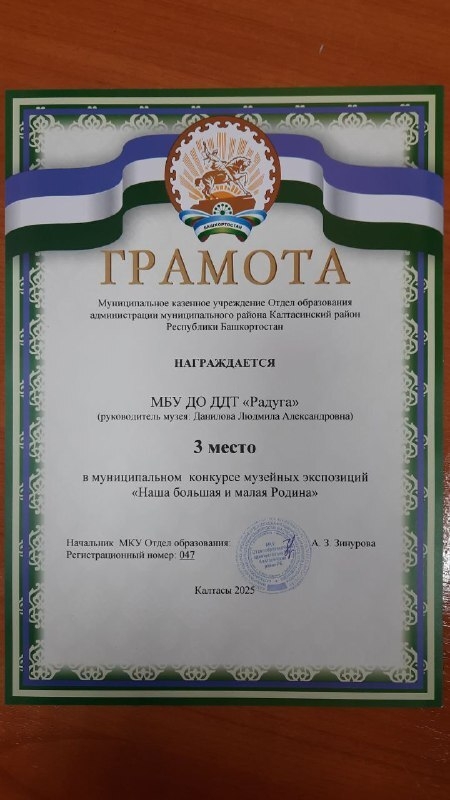 БАШКОРТОСТАН
ГРАМОТА
Муниципальное казенное учреждение Отдел образования
администрации муниципального района Калтасинский район
Республики Башкортостан
НАГРАЖДАЕТСЯ
МБУ ДО ДДТ «Радуга»
(руководитель музея: Данилова Людмила Александровна)
3 место
в муниципальном конкурсе музейных экспозиций
«Наша большая и малая Родина»
Начальник МКУ Отдел образования: А. З. Зинурова
Регистрационный номер: 047
Калтасы 2025